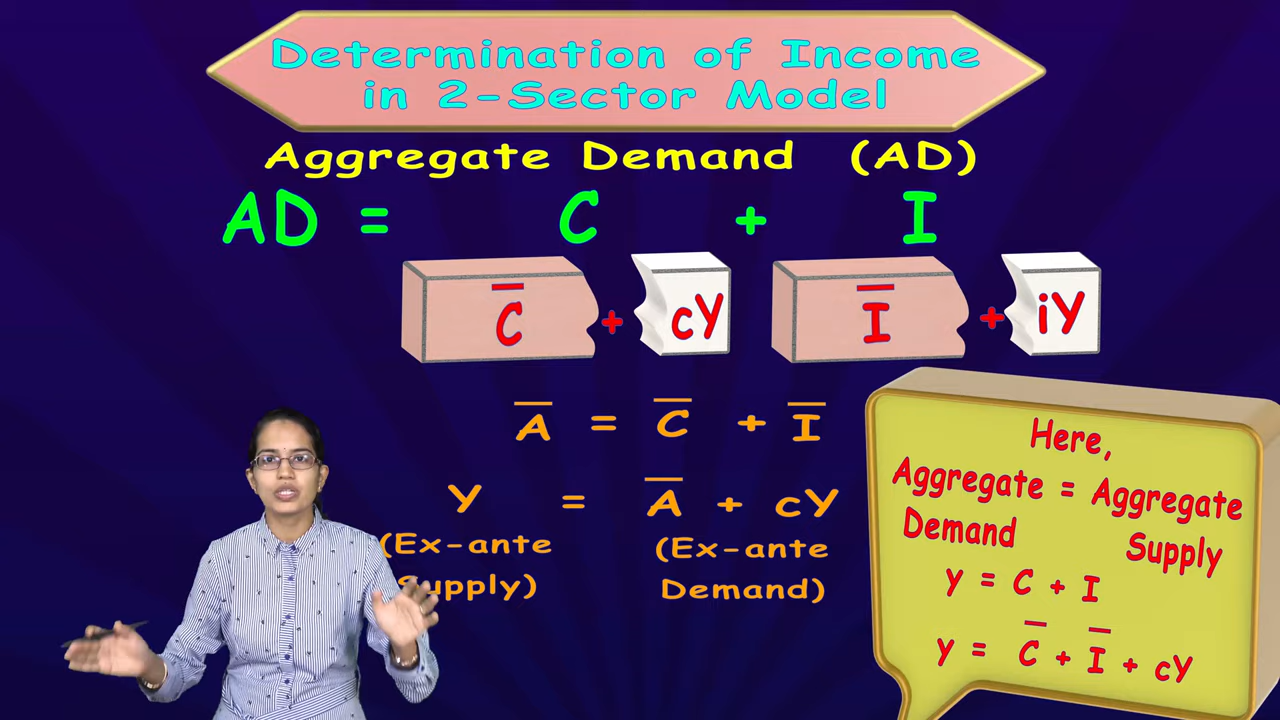 Determination of Income
in 2-Sector Model
Aggregate Demand (AD)
AD = C + I
C̅ + cY I̅ + iY
A̅ = C̅ + I̅
Y = A̅ + cY
(Ex-ante Supply) (Ex-ante Demand)
Here,
Aggregate = Aggregate
Demand Supply
y = C + I
y = C̅ + I̅ + cY